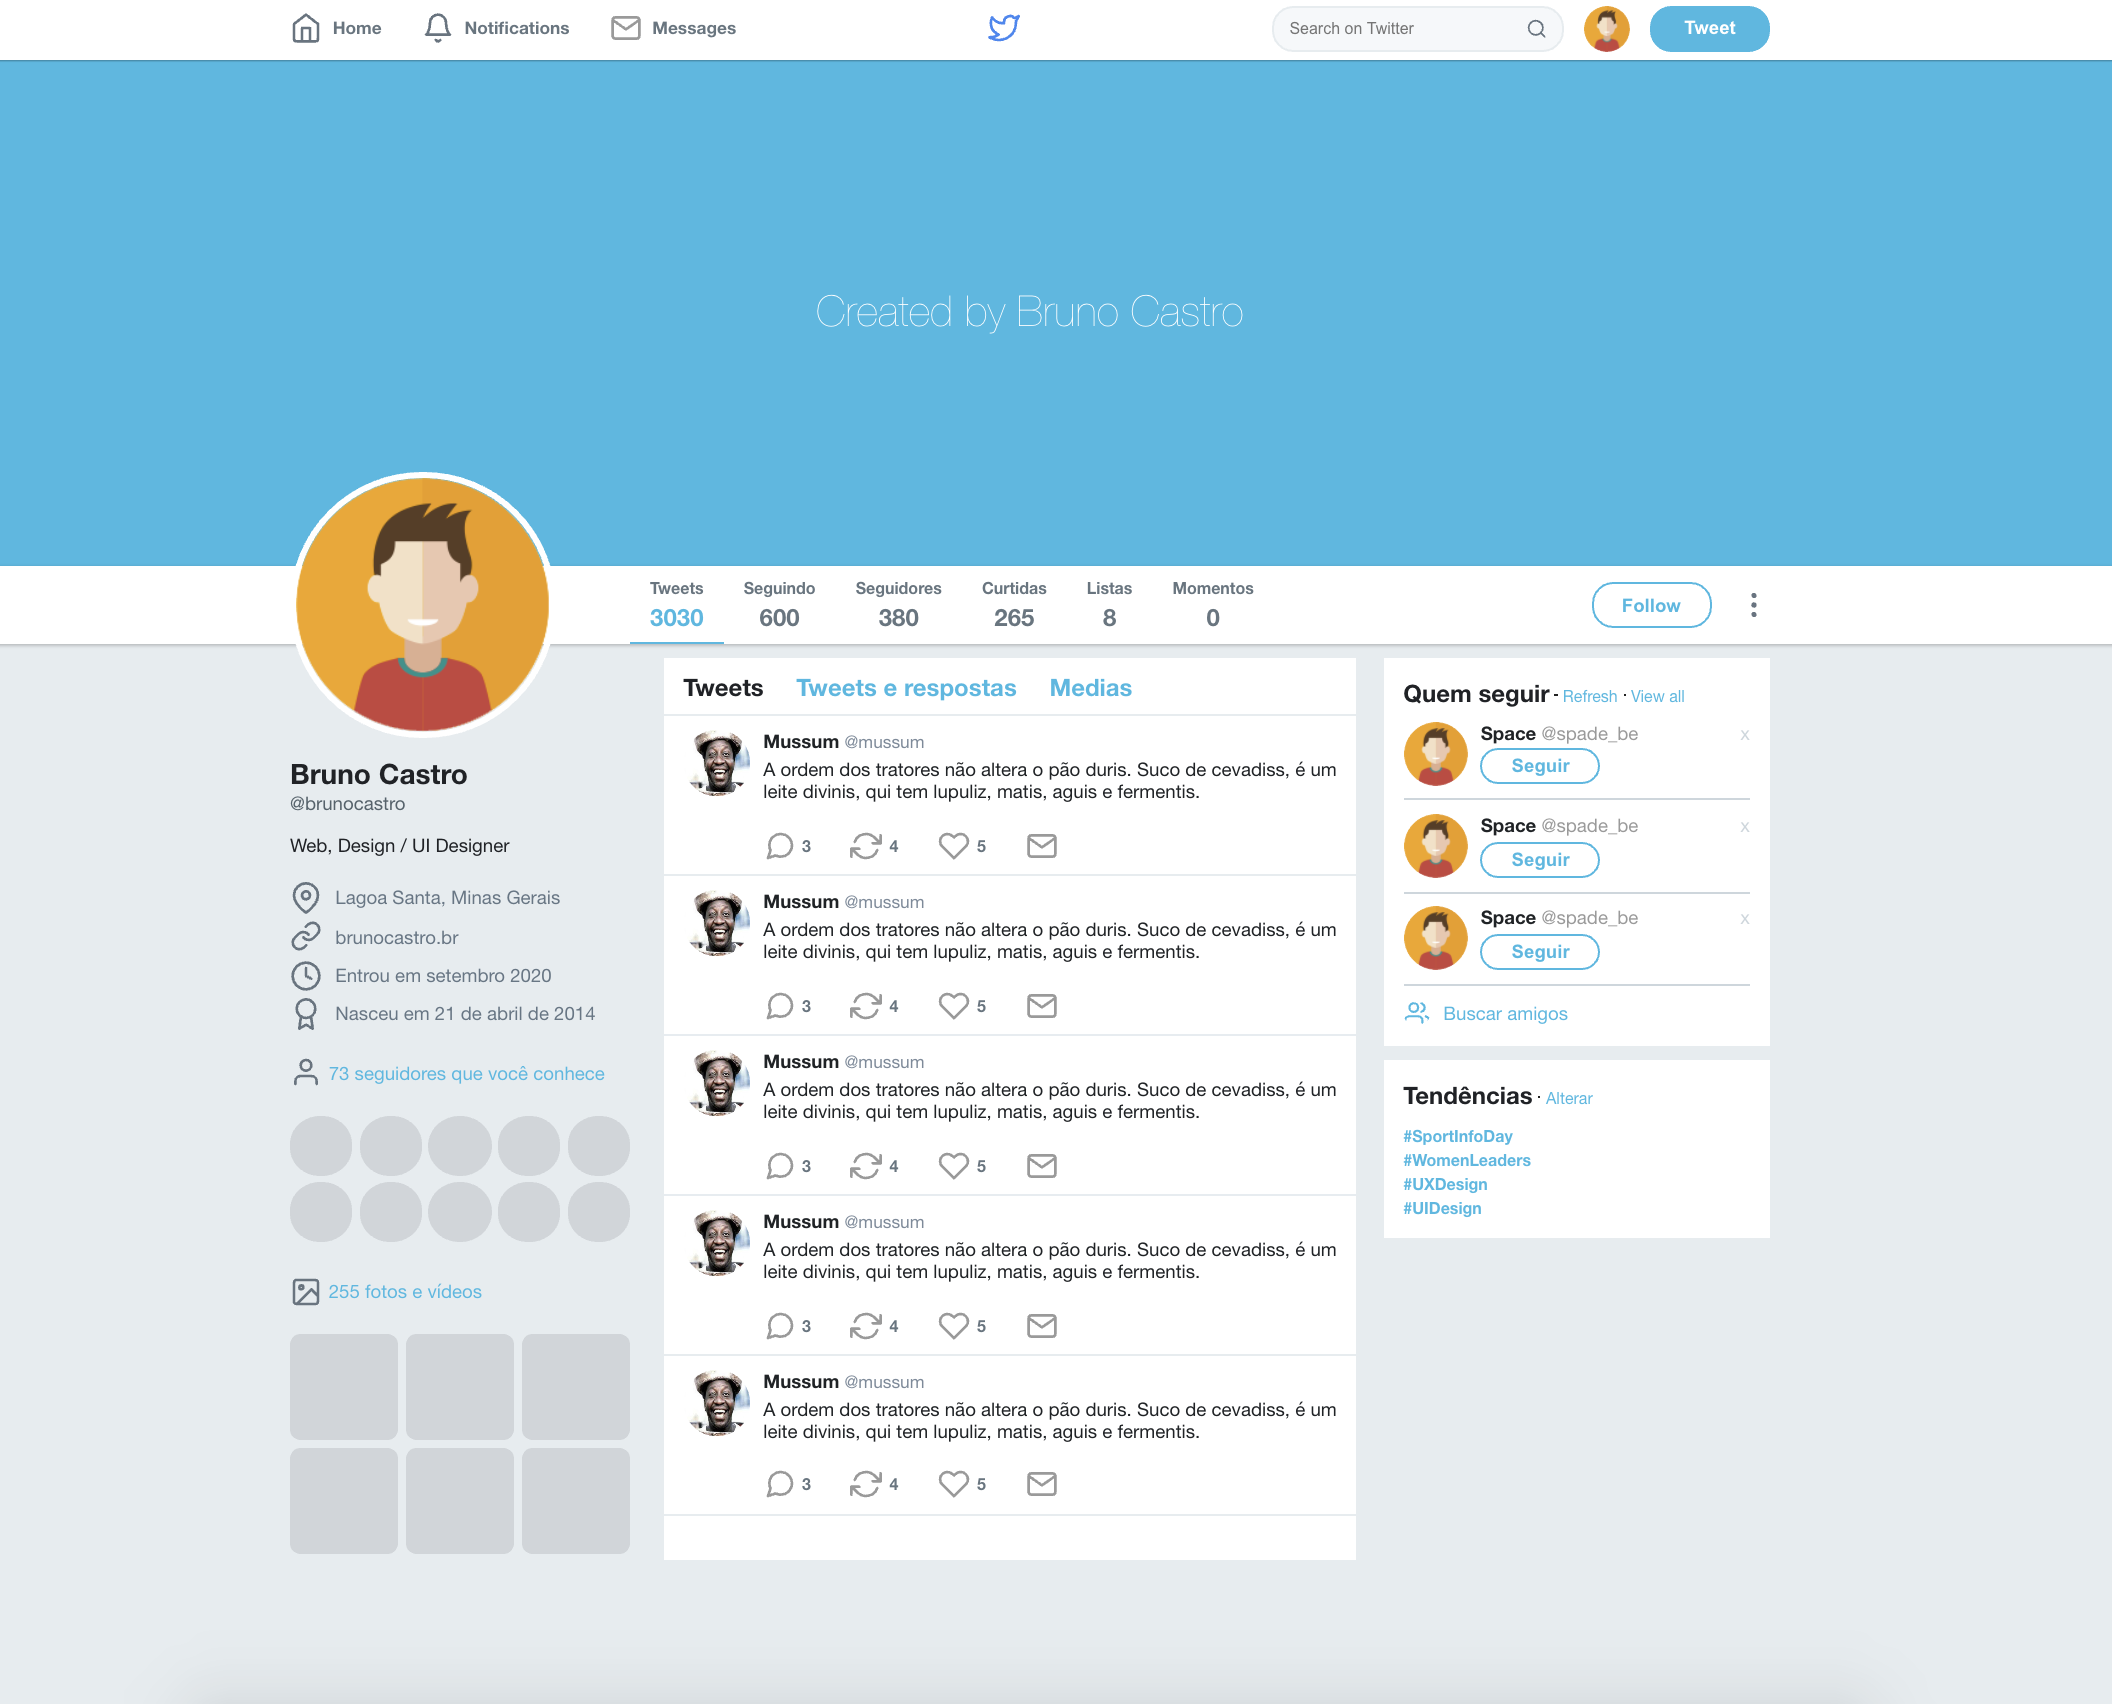 Home Notifications Messages Search on Twitter Tweet
Created by Bruno Castro
Tweets Seguindo Seguidores Curtidas Listas Momentos
3030 600 380 265 8 0
Follow
Bruno Castro
@brunocastro
Web, Design / UI Designer
Lagoa Santa, Minas Gerais
brunocastro.br
Entrou em setembro 2020
Nasceu em 21 de abril de 2014
73 seguidores que você conhece
255 fotos e vídeos
Tweets Tweets e respostas Medias
Mussum @mussum
A ordem dos tratores não altera o pão duris. Suco de cevadiss, é um
leite divinis, qui tem lupuliz, matis, aguis e fermentis.
3 4 5
Mussum @mussum
A ordem dos tratores não altera o pão duris. Suco de cevadiss, é um
leite divinis, qui tem lupuliz, matis, aguis e fermentis.
3 4 5
Mussum @mussum
A ordem dos tratores não altera o pão duris. Suco de cevadiss, é um
leite divinis, qui tem lupuliz, matis, aguis e fermentis.
3 4 5
Mussum @mussum
A ordem dos tratores não altera o pão duris. Suco de cevadiss, é um
leite divinis, qui tem lupuliz, matis, aguis e fermentis.
3 4 5
Mussum @mussum
A ordem dos tratores não altera o pão duris. Suco de cevadiss, é um
leite divinis, qui tem lupuliz, matis, aguis e fermentis.
3 4 5
Quem seguir · Refresh · View all
Space @spade_be x
Seguir
Space @spade_be x
Seguir
Space @spade_be x
Seguir
Buscar amigos
Tendências · Alterar
#SportInfoDay
#WomenLeaders
#UXDesign
#UIDesign